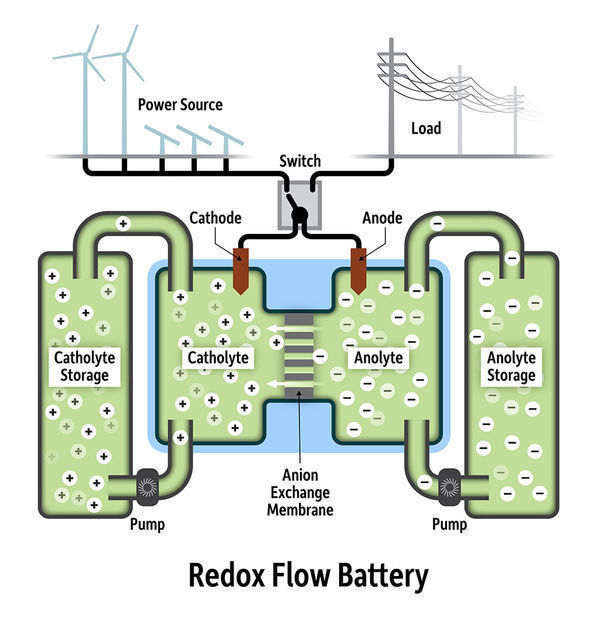 Power Source
Load
Switch
Cathode
Anode
Catholyte
Storage
Catholyte
Anolyte
Anolyte
Storage
Pump
Anion
Exchange
Membrane
Pump
Redox Flow Battery